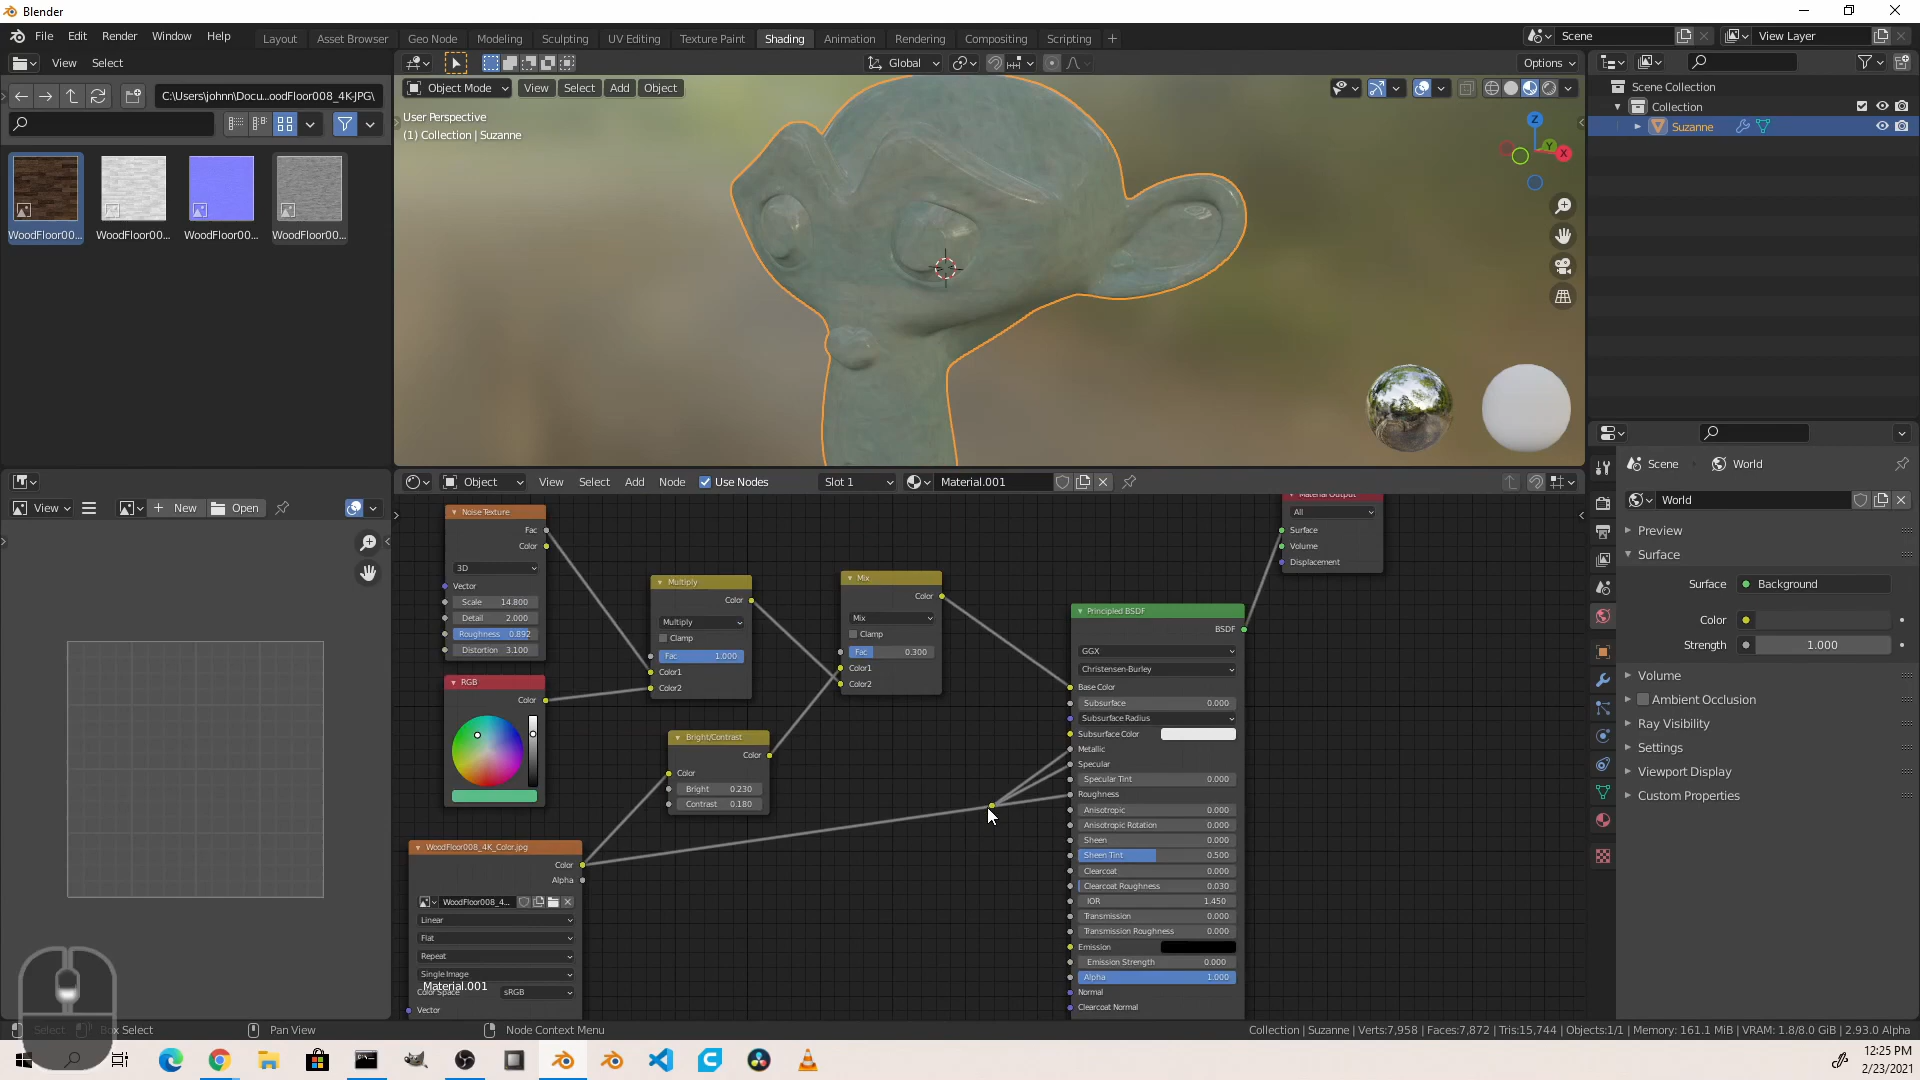 Blender
File Edit Render Window Help
Layout Asset Browser Geo Node Modeling Sculpting UV Editing Texture Paint Shading Animation Rendering Compositing Scripting +
Scene View Layer
View Select
Global
Options
C:\Users\johnn\Docu...oodFloor008_4K-JPG\
Object Mode View Select Add Object
User Perspective
(1) Collection | Suzanne
Z
Y
X
WoodFloor00...
WoodFloor00...
WoodFloor00...
WoodFloor00...
Scene Collection
Collection
Suzanne
View New Open
Object View Select Add Node Use Nodes Slot 1 Material.001
Noise Texture
Fac
Color
3D
Vector
Scale 14.800
Detail 2.000
Roughness 0.892
Distortion 3.100
RGB
Color
Multiply
Color
Multiply
Clamp
Fac 1.000
Color1
Color2
Mix
Color
Mix
Clamp
Fac 0.300
Color1
Color2
Bright/Contrast
Color
Color
Bright 0.230
Contrast 0.180
WoodFloor008_4K_Color.jpg
Color
Alpha
WoodFloor008_4...
Linear
Flat
Repeat
Single Image
Color Space sRGB
Vector
Material.001
Material Output
All
Surface
Volume
Displacement
Principled BSDF
BSDF
GGX
Christensen-Burley
Base Color
Subsurface 0.000
Subsurface Radius
Subsurface Color
Metallic
Specular
Specular Tint 0.000
Roughness
Anisotropic 0.000
Anisotropic Rotation 0.000
Sheen 0.000
Sheen Tint 0.500
Clearcoat 0.000
Clearcoat Roughness 0.030
IOR 1.450
Transmission 0.000
Transmission Roughness 0.000
Emission
Emission Strength 0.000
Alpha 1.000
Normal
Clearcoat Normal
Scene World
World
Preview
Surface
Surface Background
Color
Strength 1.000
Volume
Ambient Occlusion
Ray Visibility
Settings
Viewport Display
Custom Properties
Select Box Select Pan View Node Context Menu
Collection | Suzanne | Verts:7,958 | Faces:7,872 | Tris:15,744 | Objects:1/1 | Memory: 161.1 MiB | VRAM: 1.8/8.0 GiB | 2.93.0 Alpha
12:25 PM
2/23/2021